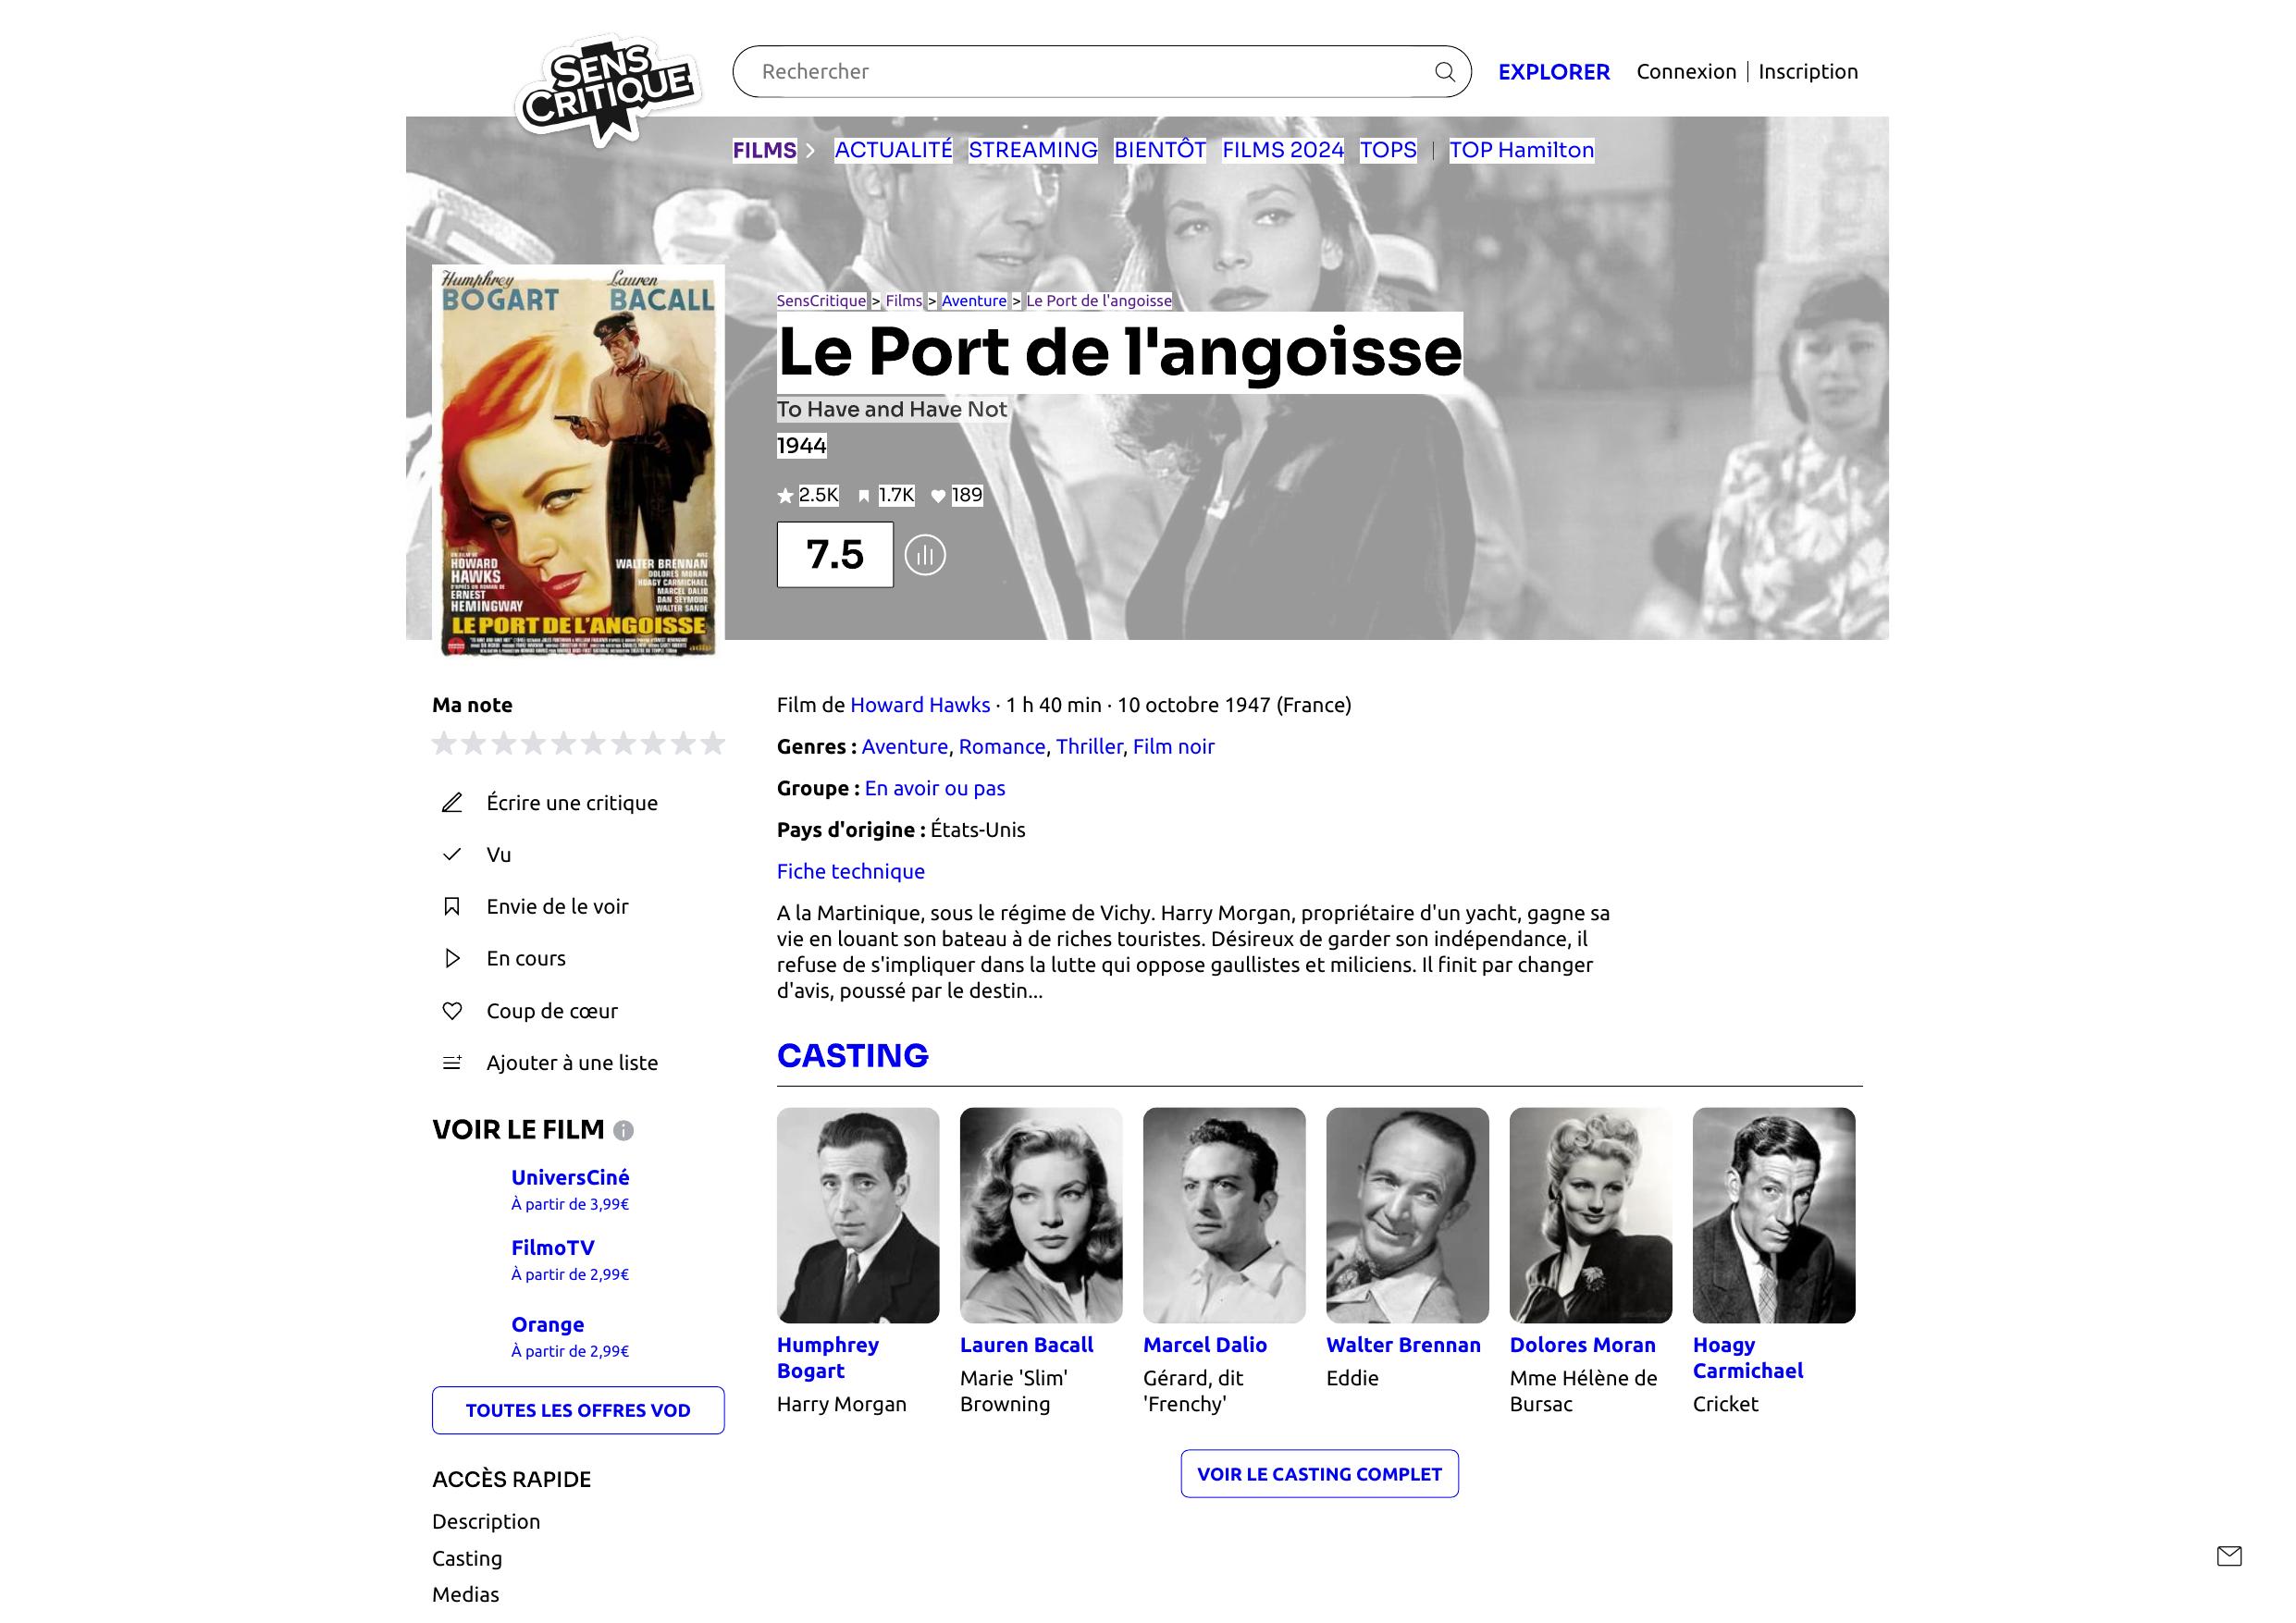 SENS
CRITIQUE
Rechercher
EXPLORER
Connexion | Inscription
FILMS
ACTUALITÉ
STREAMING
BIENTÔT
FILMS 2024
TOPS
TOP Hamilton
Humphrey
BOGART
Lauren
BACALL
HOWARD
HAWKS
ERNEST
HEMINGWAY
AVEC
WALTER BRENNAN
DOLORES MORAN
HOAGY CARMICHAEL
MARCEL DALIO
DAN SEYMOUR
WALTER SANDE
LE PORT DE L'ANGOISSE
SensCritique > Films > Aventure > Le Port de l'angoisse
Le Port de l'angoisse
To Have and Have Not
1944
2.5K 1.7K 189
7.5
Ma note
Écrire une critique
Vu
Envie de le voir
En cours
Coup de cœur
Ajouter à une liste
VOIR LE FILM
UniversCiné
À partir de 3,99€
FilmoTV
À partir de 2,99€
Orange
À partir de 2,99€
TOUTES LES OFFRES VOD
ACCÈS RAPIDE
Description
Casting
Medias
Film de Howard Hawks · 1 h 40 min · 10 octobre 1947 (France)
Genres : Aventure, Romance, Thriller, Film noir
Groupe : En avoir ou pas
Pays d'origine : États-Unis
Fiche technique
A la Martinique, sous le régime de Vichy. Harry Morgan, propriétaire d'un yacht, gagne sa
vie en louant son bateau à de riches touristes. Désireux de garder son indépendance, il
refuse de s'impliquer dans la lutte qui oppose gaullistes et miliciens. Il finit par changer
d'avis, poussé par le destin...
CASTING
Humphrey
Bogart
Harry Morgan
Lauren Bacall
Marie 'Slim'
Browning
Marcel Dalio
Gérard, dit
'Frenchy'
Walter Brennan
Eddie
Dolores Moran
Mme Hélène de
Bursac
Hoagy
Carmichael
Cricket
VOIR LE CASTING COMPLET